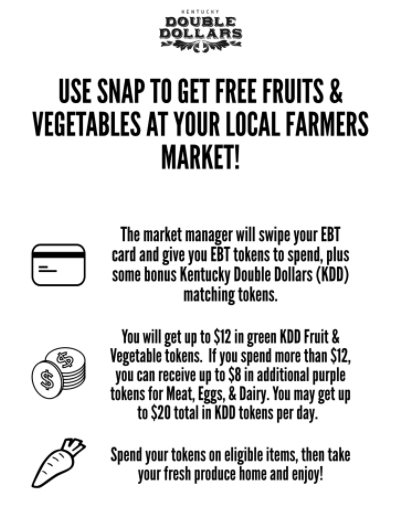 KENTUCKY
DOUBLE
DOLLARS
USE SNAP TO GET FREE FRUITS &
VEGETABLES AT YOUR LOCAL FARMERS
MARKET!
The market manager will swipe your EBT
card and give you EBT tokens to spend, plus
some bonus Kentucky Double Dollars (KDD)
matching tokens.
You will get up to $12 in green KDD Fruit &
Vegetable tokens. If you spend more than $12,
you can receive up to $8 in additional purple
tokens for Meat, Eggs, & Dairy. You may get up
to $20 total in KDD tokens per day.
$
$
Spend your tokens on eligible items, then take
your fresh produce home and enjoy!